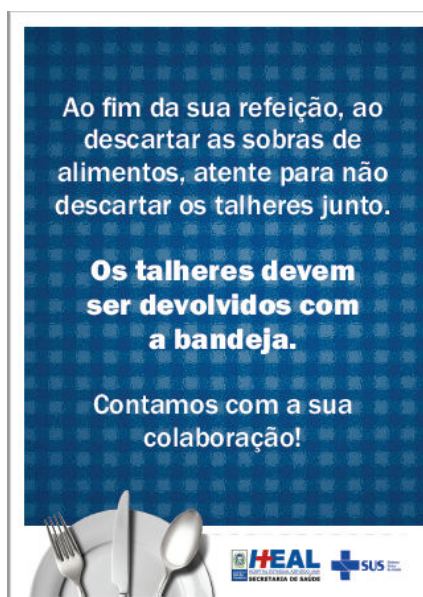 Ao fim da sua refeição, ao
descartar as sobras de
alimentos, atente para não
descartar os talheres junto.
Os talheres devem
ser devolvidos com
a bandeja.
Contamos com a sua
colaboração!
HEAL
SECRETARIA DE SAÚDE
SUS